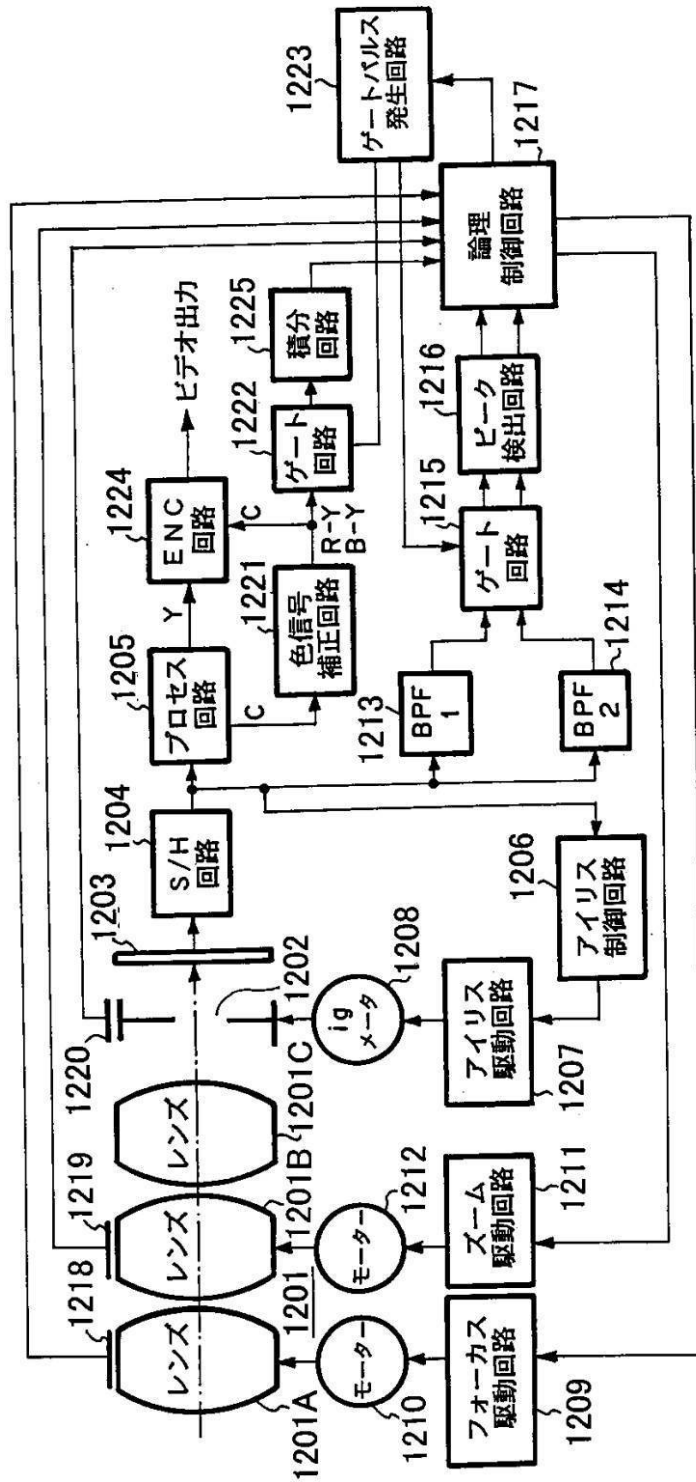 1218
1219
1220
1203
1204
1205
1224
ビデオ出力
レンズ
レンズ
レンズ
S/H
回路
プロセス
回路
Y
ENC
回路
C
C
1202
1201A
1201
1201B
1201C
1221
色信号
補正回路
R-Y
B-Y
1222
ゲート
回路
1225
積分
回路
1223
ゲートパルス
発生回路
モーター
1210
モーター
1212
ig
メータ
1208
1213
BPF
1
BPF
2
1214
1215
ゲート
回路
1216
ピーク
検出回路
論理
制御回路
1217
フォーカス
駆動回路
1209
ズーム
駆動回路
1211
アイリス
駆動回路
1207
1206
アイリス
制御回路